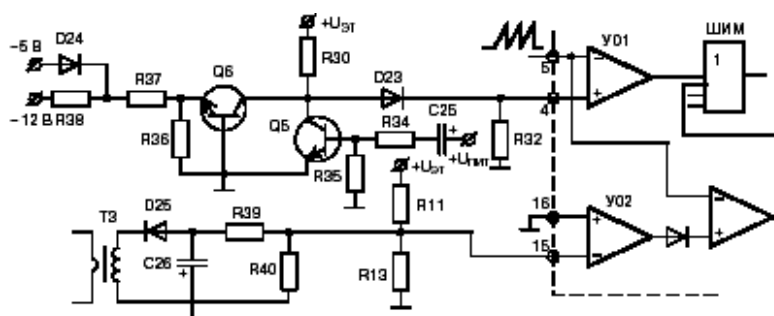 -5 В
D24
-12 В
R38
R37
R36
Q6
+Uэт
R30
Q5
D23
R34
C25
+Uпит
R35
R32
5
4
УО1
ШИМ
1
+Uэт
R11
16
15
УО2
T3
D25
C26
+
R39
R40
R13